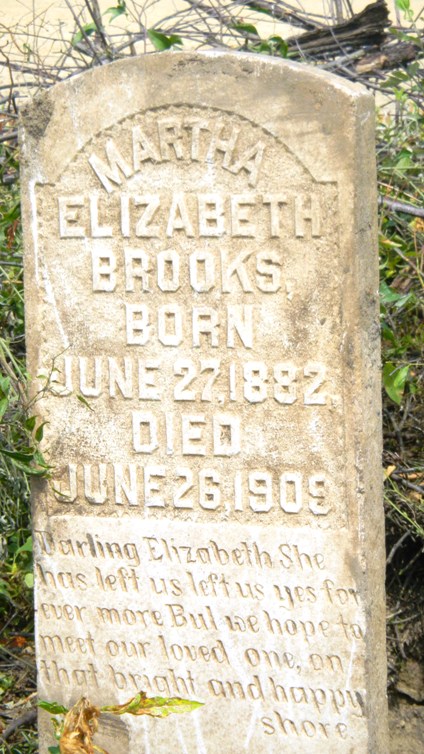 MARTHA
ELIZABETH
BROOKS.
BORN
JUNE 27, 1882.
DIED
JUNE 26, 1909
Darling Elizabeth She
has left us left us yes for
ever more But we hope to
meet our loved one, on
that bright and happy
shore.